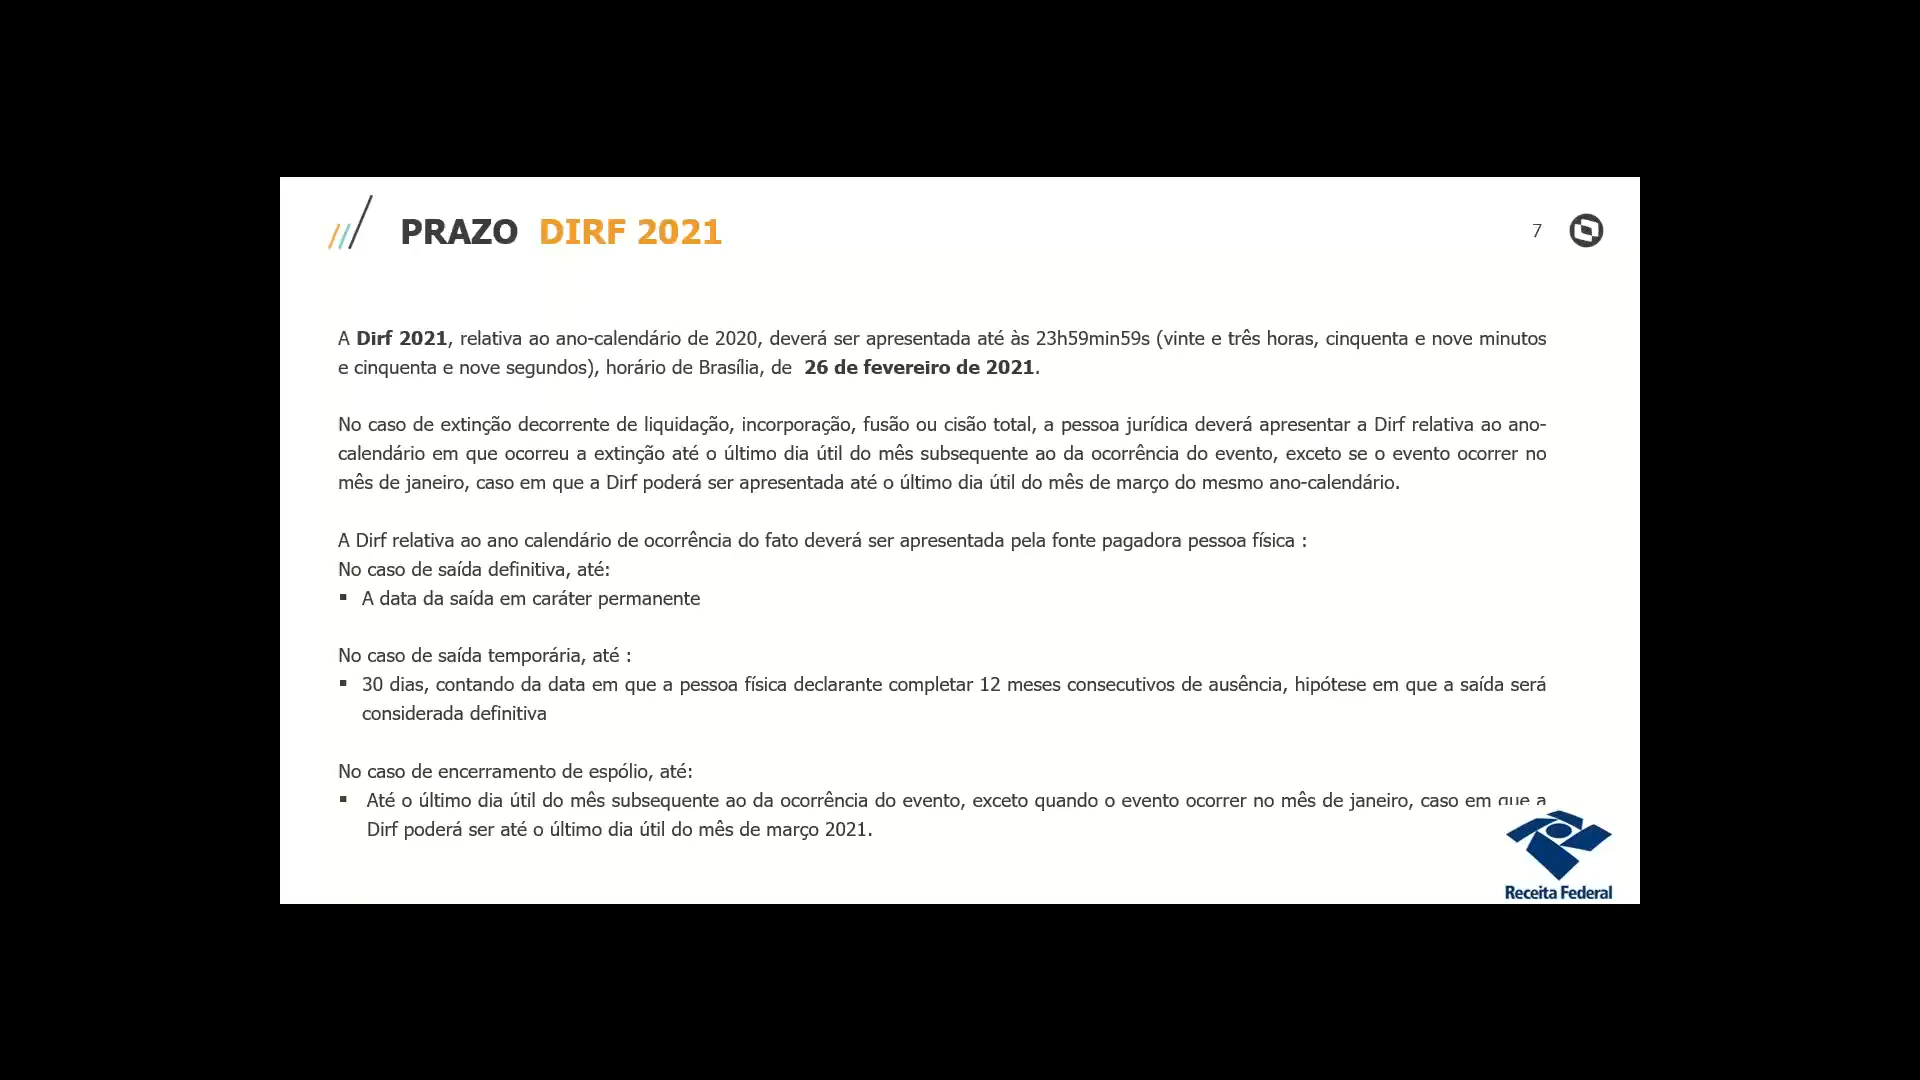 PRAZO DIRF 2021
7
A Dirf 2021, relativa ao ano-calendário de 2020, deverá ser apresentada até às 23h59min59s (vinte e três horas, cinquenta e nove minutos
e cinquenta e nove segundos), horário de Brasília, de 26 de fevereiro de 2021.
No caso de extinção decorrente de liquidação, incorporação, fusão ou cisão total, a pessoa jurídica deverá apresentar a Dirf relativa ao ano-
calendário em que ocorreu a extinção até o último dia útil do mês subsequente ao da ocorrência do evento, exceto se o evento ocorrer no
mês de janeiro, caso em que a Dirf poderá ser apresentada até o último dia útil do mês de março do mesmo ano-calendário.
A Dirf relativa ao ano calendário de ocorrência do fato deverá ser apresentada pela fonte pagadora pessoa física :
No caso de saída definitiva, até:
▪ A data da saída em caráter permanente
No caso de saída temporária, até :
▪ 30 dias, contando da data em que a pessoa física declarante completar 12 meses consecutivos de ausência, hipótese em que a saída será
considerada definitiva
No caso de encerramento de espólio, até:
▪ Até o último dia útil do mês subsequente ao da ocorrência do evento, exceto quando o evento ocorrer no mês de janeiro, caso em que a
Dirf poderá ser até o último dia útil do mês de março 2021.
Receita Federal